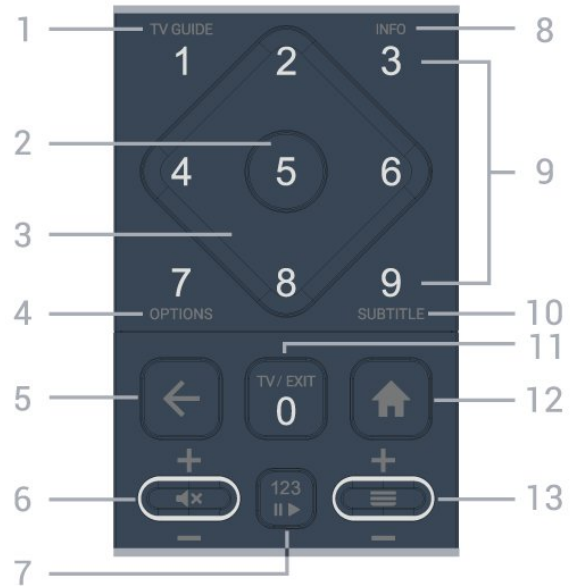 1 TV GUIDE INFO 8
1 2 3
2 9
4 5 6
3
7 8 9
4 OPTIONS SUBTITLE 10
11
TV / EXIT
5 0 12
+ +
6 13
123
− −
7